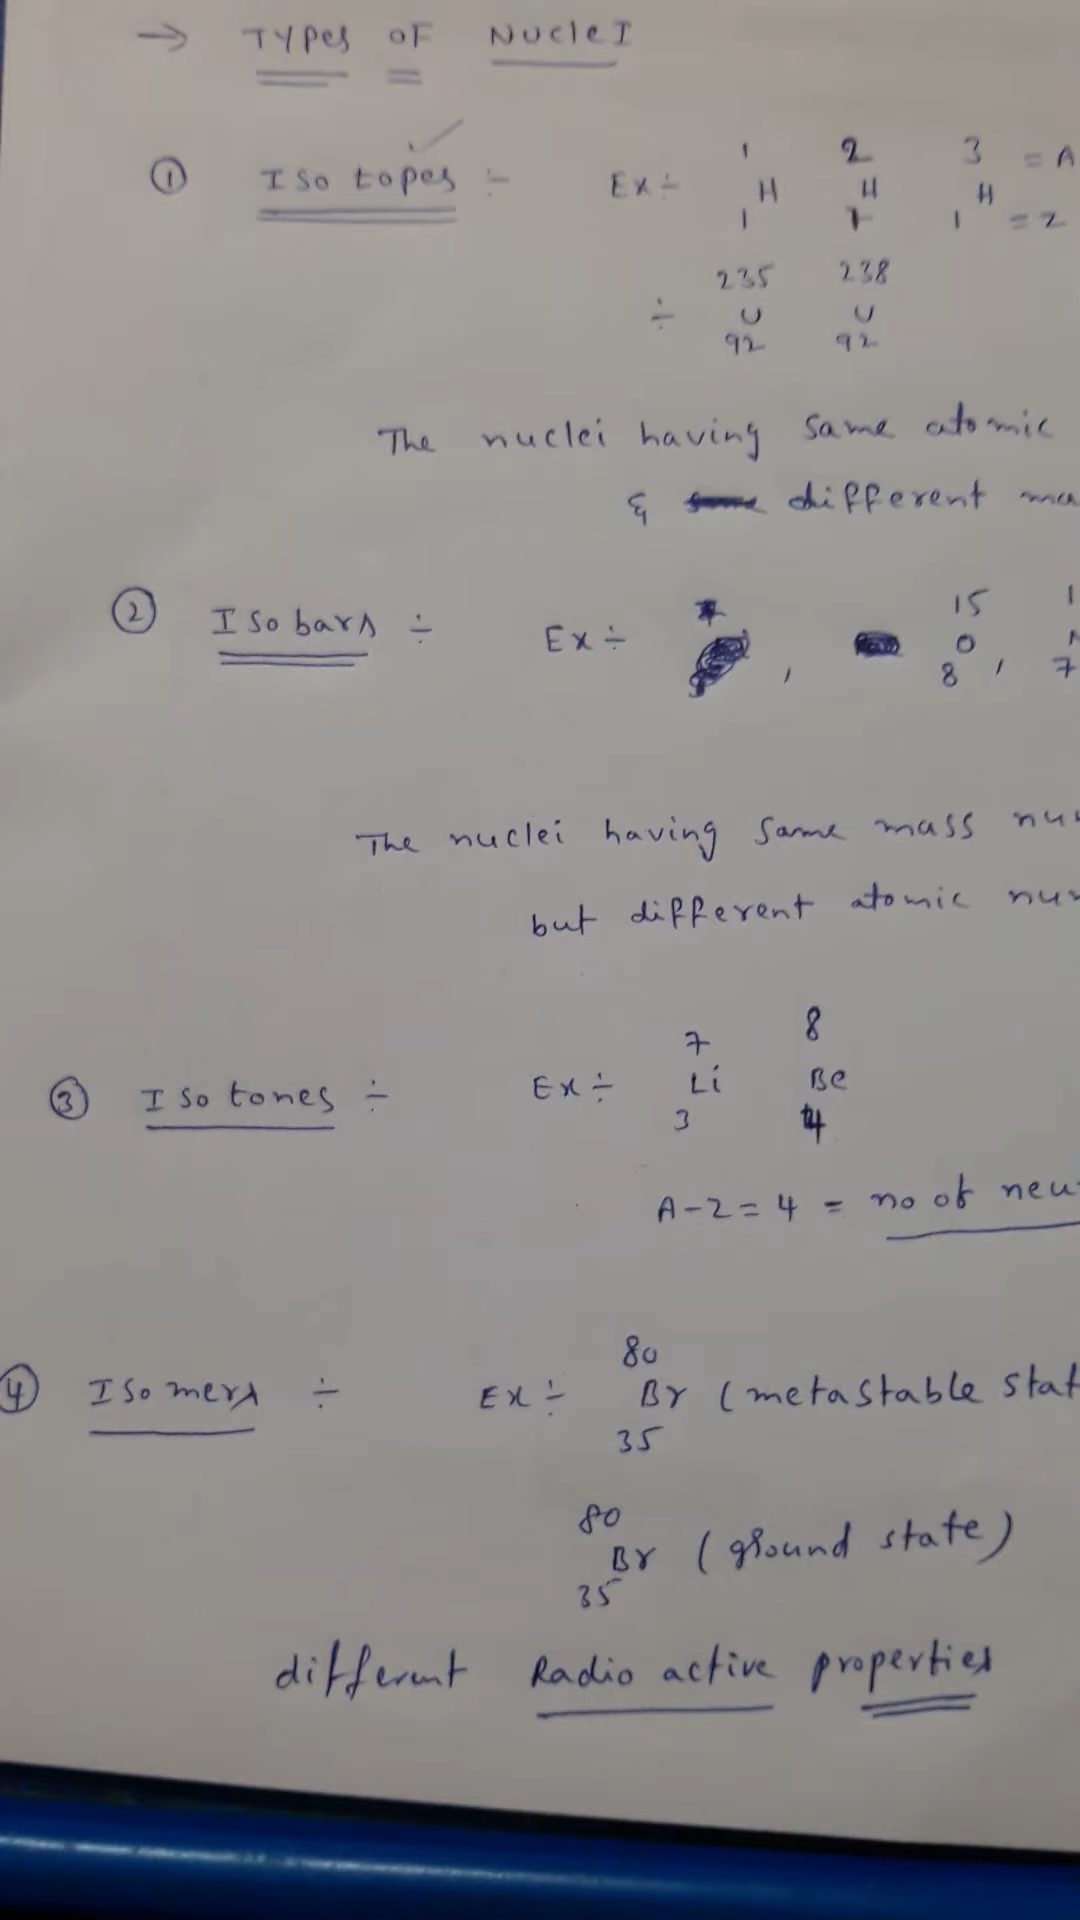 → Types OF NucleI
1 2 3 = A
① Isotopes ÷ Ex ÷ H H H
1 1 1 = Z
235 238
÷ U U
92 92
The nuclei having same atomic
& different
② Isobars ÷ Ex ÷ , 15
O
8 , 7
The nuclei having same mass
but different atomic
7 8
③ Isotones ÷ Ex ÷ Li Be
3 4
A-Z = 4 = no of
80
④ Isomers ÷ Ex ÷ Br (metastable
35
80
Br (ground state)
35
different Radio active properties